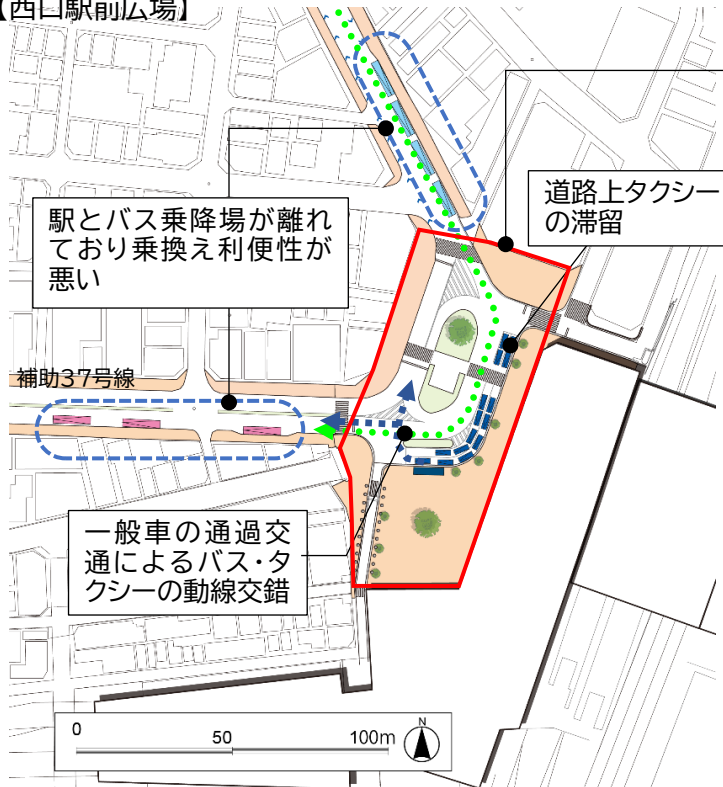 【西口駅前広場】
道路上タクシー
の滞留
駅とバス乗降場が離れ
ており乗換え利便性が
悪い
補助37号線
一般車の通過交
通によるバス・タ
クシーの動線交錯
0 50 100m
N